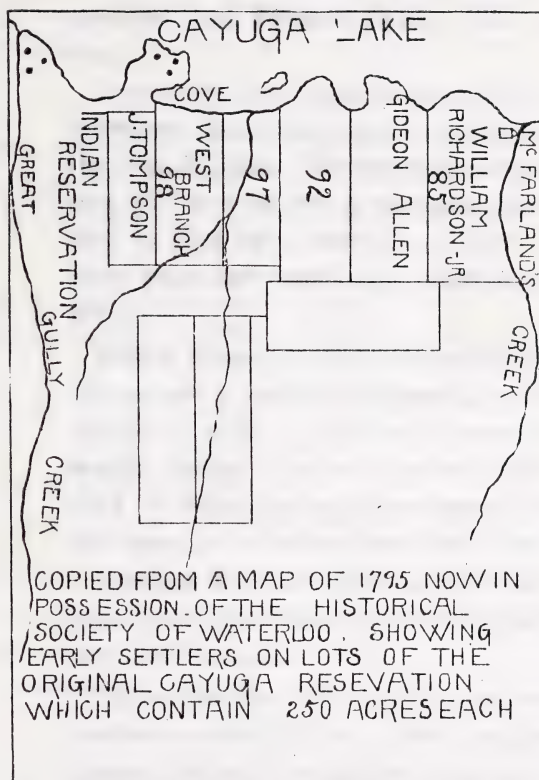 CAYUGA LAKE
COVE
GREAT
GULLY
CREEK
INDIAN
RESERVATION
J. TOMPSON
98
WEST
BRANCH
97
92
GIDEON ALLEN
WILLIAM
RICHARDSON-JR
85
McFARLAND'S
CREEK
COPIED FPOM A MAP OF 1795 NOW IN
POSSESSION.OF THE HISTORICAL
SOCIETY OF WATERLOO. SHOWING
EARLY SETTLERS ON LOTS OF THE
ORIGINAL CAYUGA RESEVATION
WHICH CONTAIN 250 ACRES EACH